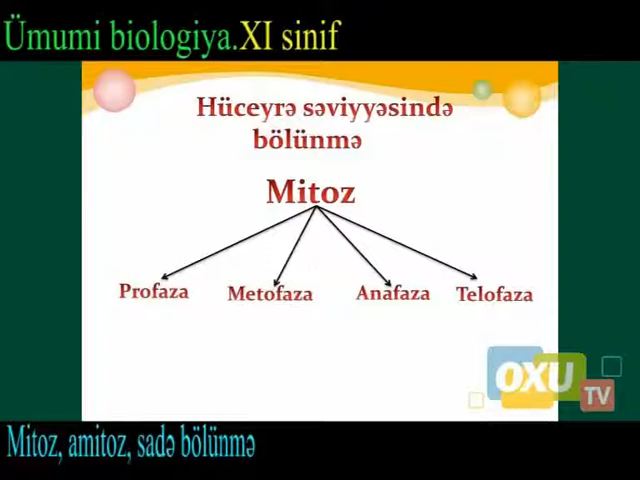 Ümumi biologiya.XI sinif
Hüceyrə səviyyəsində
bölünmə
Mitoz
Profaza Metofaza Anafaza Telofaza
OXU
TV
Mitoz, amitoz, sadə bölünmə